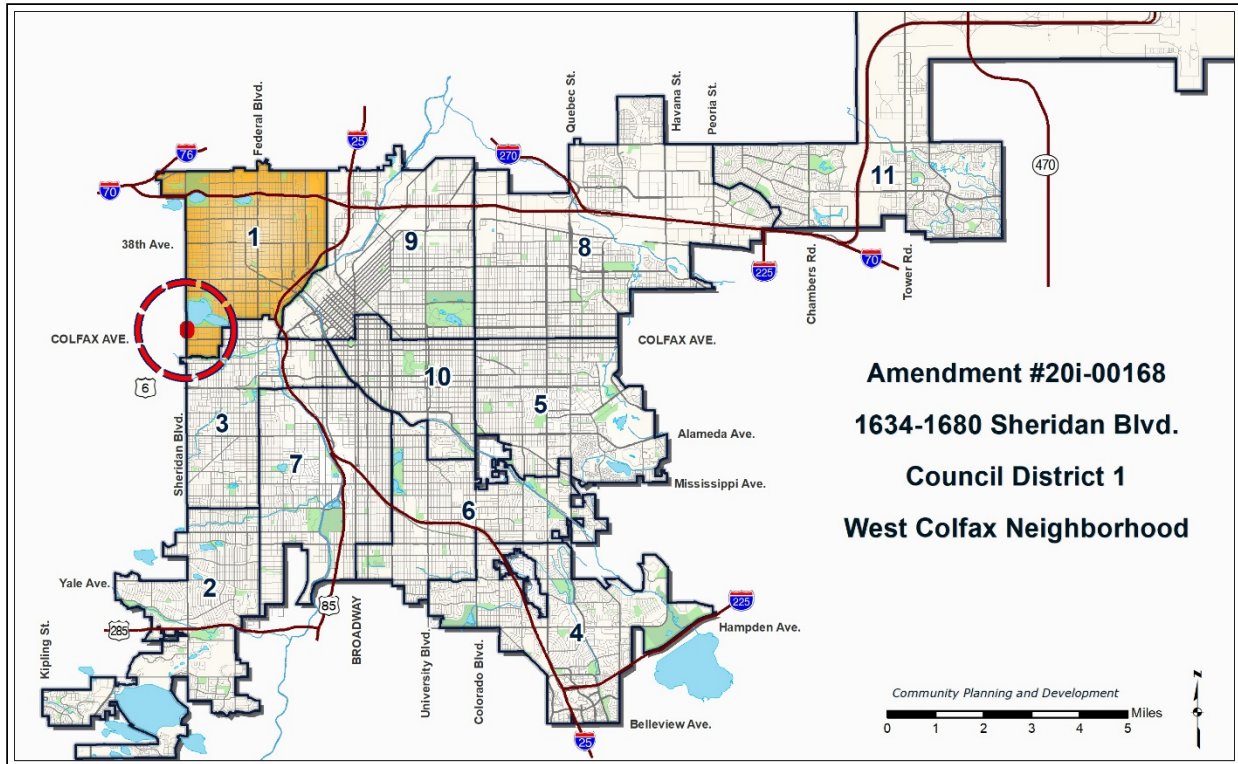 Federal Blvd.
Quebec St.
Havana St.
Peoria St.
76
25
270
70
470
11
1
9
8
38th Ave.
225
70
Chambers Rd.
Tower Rd.
COLFAX AVE.
COLFAX AVE.
6
10
5
3
Sheridan Blvd.
Alameda Ave.
7
Mississippi Ave.
6
Amendment #20i-00168
1634-1680 Sheridan Blvd.
Council District 1
West Colfax Neighborhood
Yale Ave.
2
85
285
Kipling St.
BROADWAY
University Blvd.
Colorado Blvd.
4
225
Hampden Ave.
Belleview Ave.
25
Community Planning and Development
Miles
0 1 2 3 4 5
N